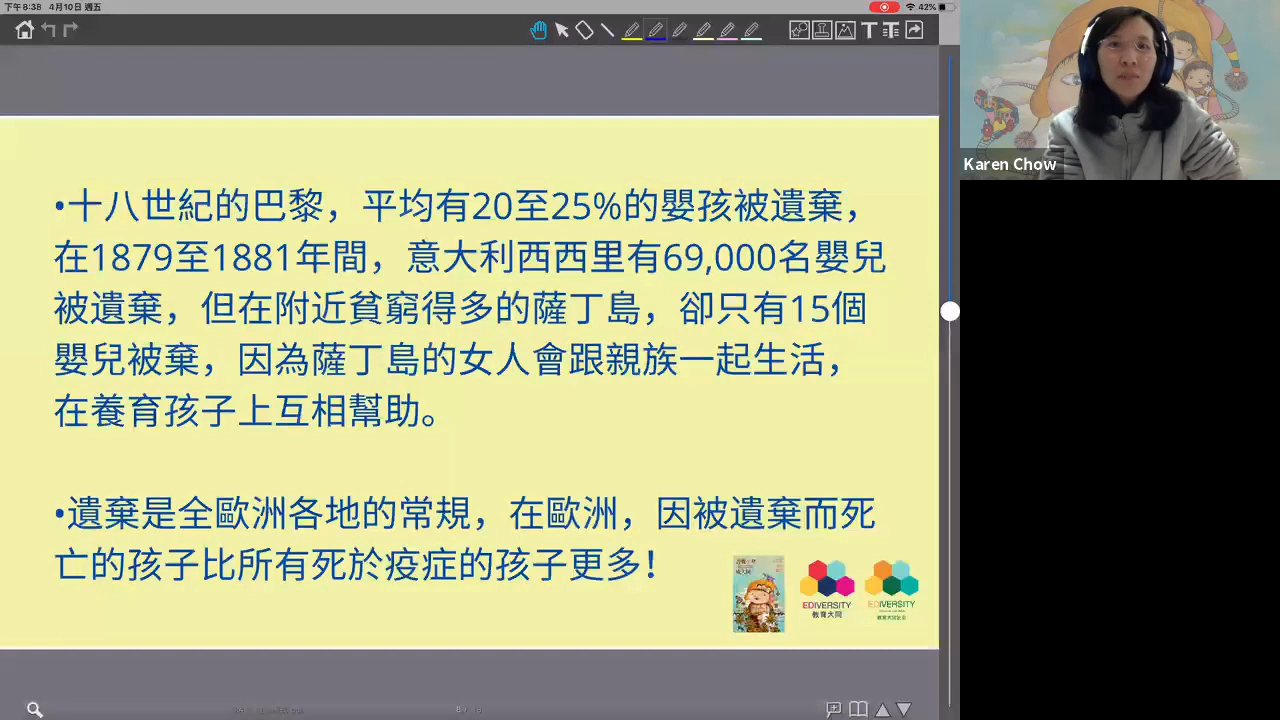 下午8:38 4月10日 週五
42%
Karen Chow
•十八世紀的巴黎，平均有20至25%的嬰孩被遺棄，
在1879至1881年間，意大利西西里有69,000名嬰兒
被遺棄，但在附近貧窮得多的薩丁島，卻只有15個
嬰兒被棄，因為薩丁島的女人會跟親族一起生活，
在養育孩子上互相幫助。
•遺棄是全歐洲各地的常規，在歐洲，因被遺棄而死
亡的孩子比所有死於疫症的孩子更多！
EDIVERSITY
教育大同
EDIVERSITY